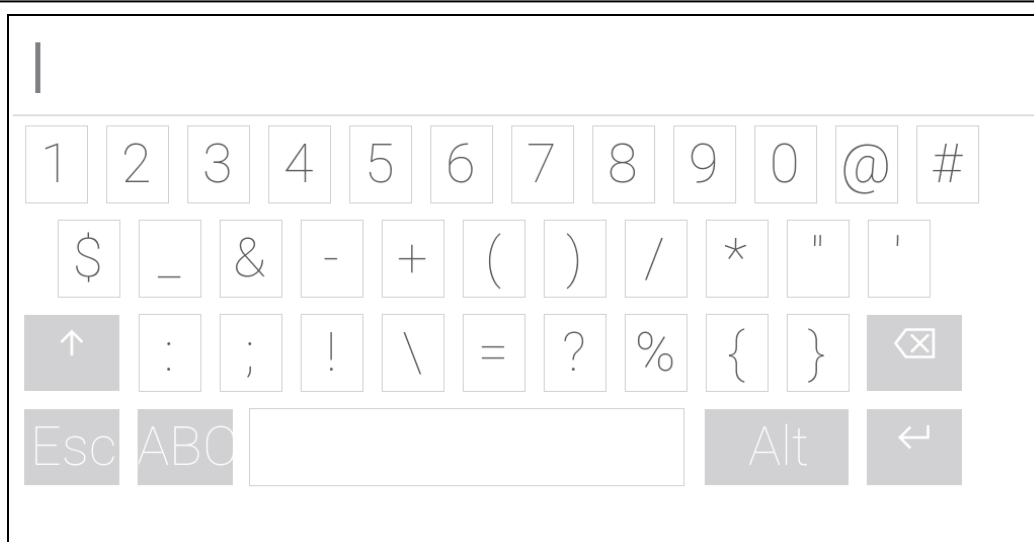 1 2 3 4 5 6 7 8 9 0 @ #
$ _ & - + ( ) / * " '
↑ : ; ! \ = ? % { } ⌫
Esc ABC Alt ↵